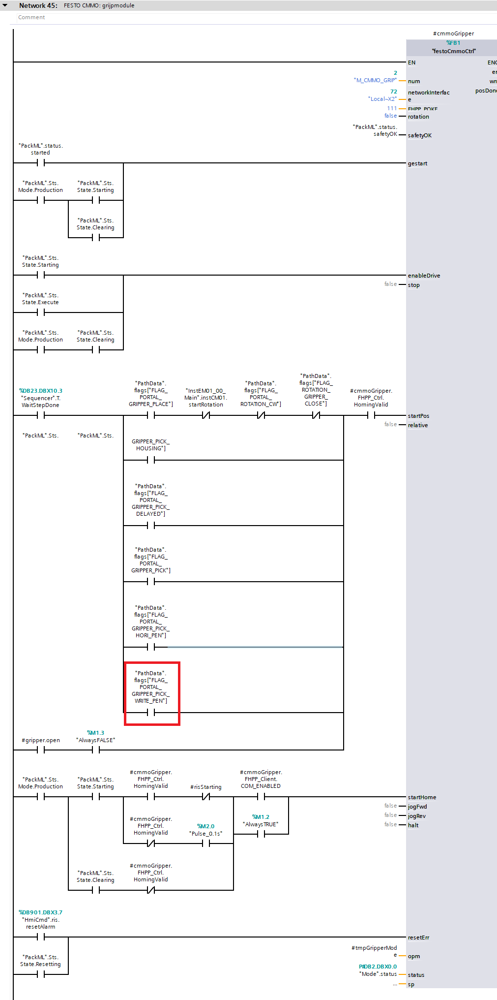 Network 45: FESTO CMMO: grijpmodule
Comment
#cmmoGripper
%FB1
"festoCmmoCtrl"
EN
ENO
2
"M_CMMO_GRIP"
num
72
"Local~X2"
networkInterfac
e
posDone
111
FHPP_POKE
false
rotation
"PackML".status.
safetyOK
safetyOK
"PackML".status.
started
gestart
"PackML".Sts.
Mode.Production
"PackML".Sts.
State.Starting
"PackML".Sts.
State.Clearing
"PackML".Sts.
State.Starting
enableDrive
false
stop
"PackML".Sts.
State.Execute
"PackML".Sts.
Mode.Production
"PackML".Sts.
State.Clearing
%DB23.DBX10.3
"Sequencer".T.
WaitStepDone
"PathData".
flags["FLAG_
PORTAL_
GRIPPER_PLACE"]
"InstEM01_00_
Main".instCM01.
startRotation
"PathData".
flags["FLAG_
PORTAL_
ROTATION_CW"]
"PathData".
flags["FLAG_
ROTATION_
GRIPPER_
CLOSE"]
#cmmoGripper.
FHPP_Ctrl.
HomingValid
startPos
false
relative
"PackML".Sts.
"PackML".Sts.
GRIPPER_PICK_
HOUSING"]
"PathData".
flags["FLAG_
PORTAL_
GRIPPER_PICK_
DELAYED"]
"PathData".
flags["FLAG_
PORTAL_
GRIPPER_PICK"]
"PathData".
flags["FLAG_
PORTAL_
GRIPPER_PICK_
HORI_PEN"]
"PathData".
flags["FLAG_
PORTAL_
GRIPPER_PICK_
WRITE_PEN"]
#gripper.open
%M1.3
"AlwaysFALSE"
"PackML".Sts.
Mode.Production
"PackML".Sts.
State.Starting
#cmmoGripper.
FHPP_Ctrl.
HomingValid
#risStarting
#cmmoGripper.
FHPP_Client.
COM_ENABLED
startHome
false
jogFwd
false
jogRev
false
halt
#cmmoGripper.
FHPP_Ctrl.
HomingValid
%M2.0
"Pulse_0.1s"
%M1.2
"AlwaysTRUE"
"PackML".Sts.
State.Clearing
#cmmoGripper.
FHPP_Ctrl.
HomingValid
%DB901.DBX3.7
"HmiCmd".ris.
resetAlarm
resetErr
"PackML".Sts.
State.Resetting
#tmpGripperMod
e
opm
P#DB2.DBX0.0
"Mode".status
status
...
sp